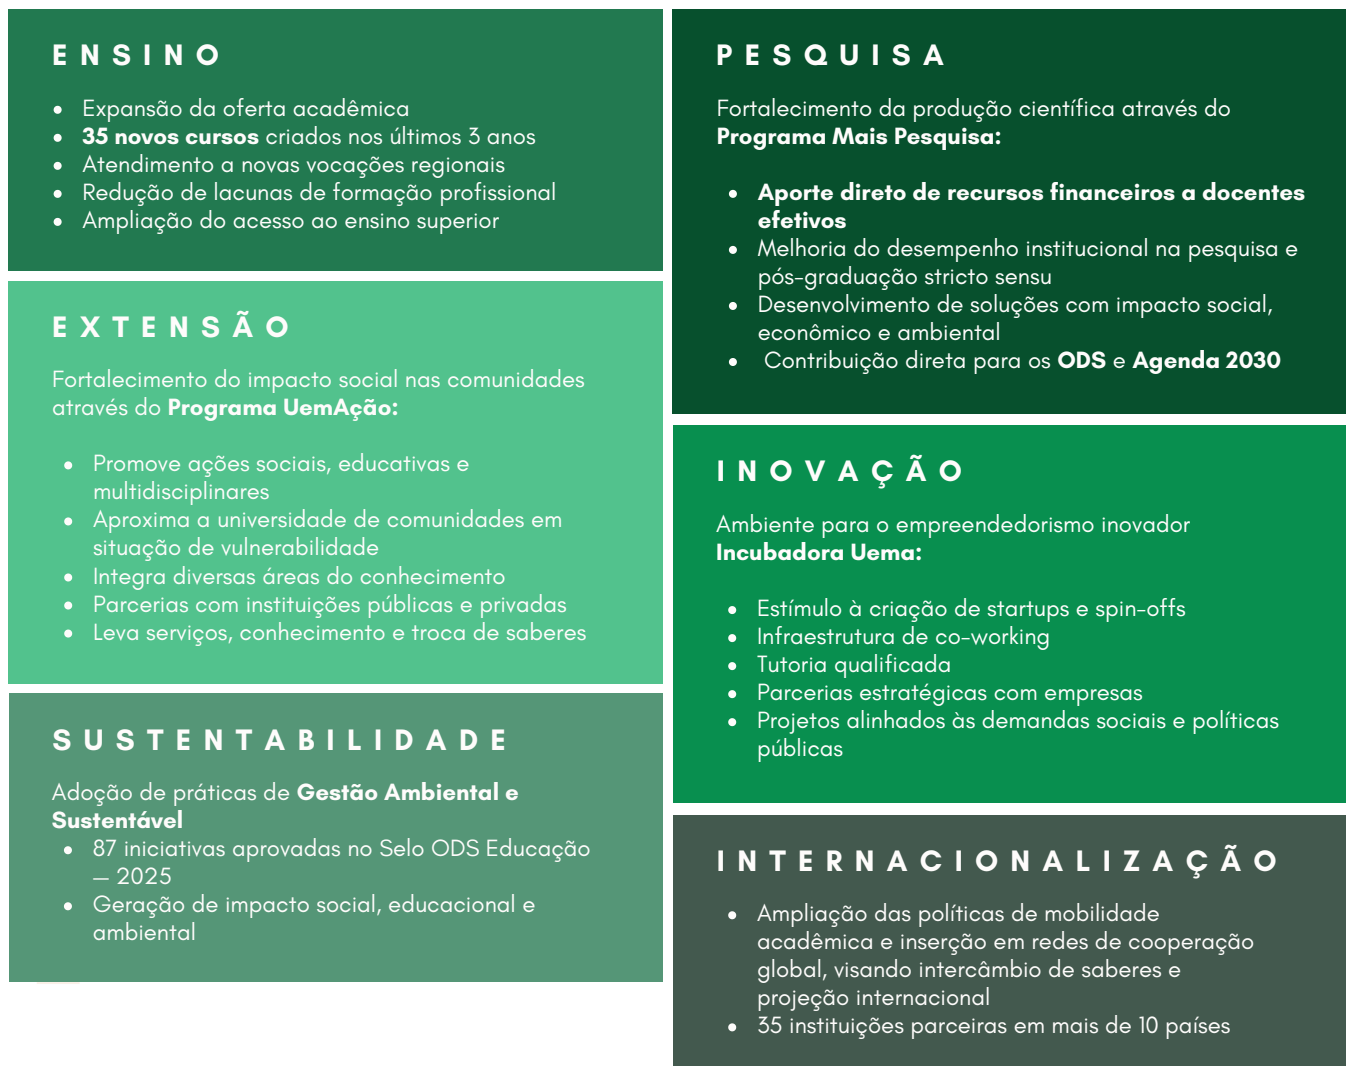 ENSINO
• Expansão da oferta acadêmica
• 35 novos cursos criados nos últimos 3 anos
• Atendimento a novas vocações regionais
• Redução de lacunas de formação profissional
• Ampliação do acesso ao ensino superior
EXTENSÃO
Fortalecimento do impacto social nas comunidades
através do Programa UemAção:
• Promove ações sociais, educativas e
multidisciplinares
• Aproxima a universidade de comunidades em
situação de vulnerabilidade
• Integra diversas áreas do conhecimento
• Parcerias com instituições públicas e privadas
• Leva serviços, conhecimento e troca de saberes
SUSTENTABILIDADE
Adoção de práticas de Gestão Ambiental e
Sustentável
• 87 iniciativas aprovadas no Selo ODS Educação
— 2025
• Geração de impacto social, educacional e
ambiental
PESQUISA
Fortalecimento da produção científica através do
Programa Mais Pesquisa:
• Aporte direto de recursos financeiros a docentes
efetivos
• Melhoria do desempenho institucional na pesquisa e
pós-graduação stricto sensu
• Desenvolvimento de soluções com impacto social,
econômico e ambiental
• Contribuição direta para os ODS e Agenda 2030
INOVAÇÃO
Ambiente para o empreendedorismo inovador
Incubadora Uema:
• Estímulo à criação de startups e spin-offs
• Infraestrutura de co-working
• Tutoria qualificada
• Parcerias estratégicas com empresas
• Projetos alinhados às demandas sociais e políticas
públicas
INTERNACIONALIZAÇÃO
• Ampliação das políticas de mobilidade
acadêmica e inserção em redes de cooperação
global, visando intercâmbio de saberes e
projeção internacional
• 35 instituições parceiras em mais de 10 países